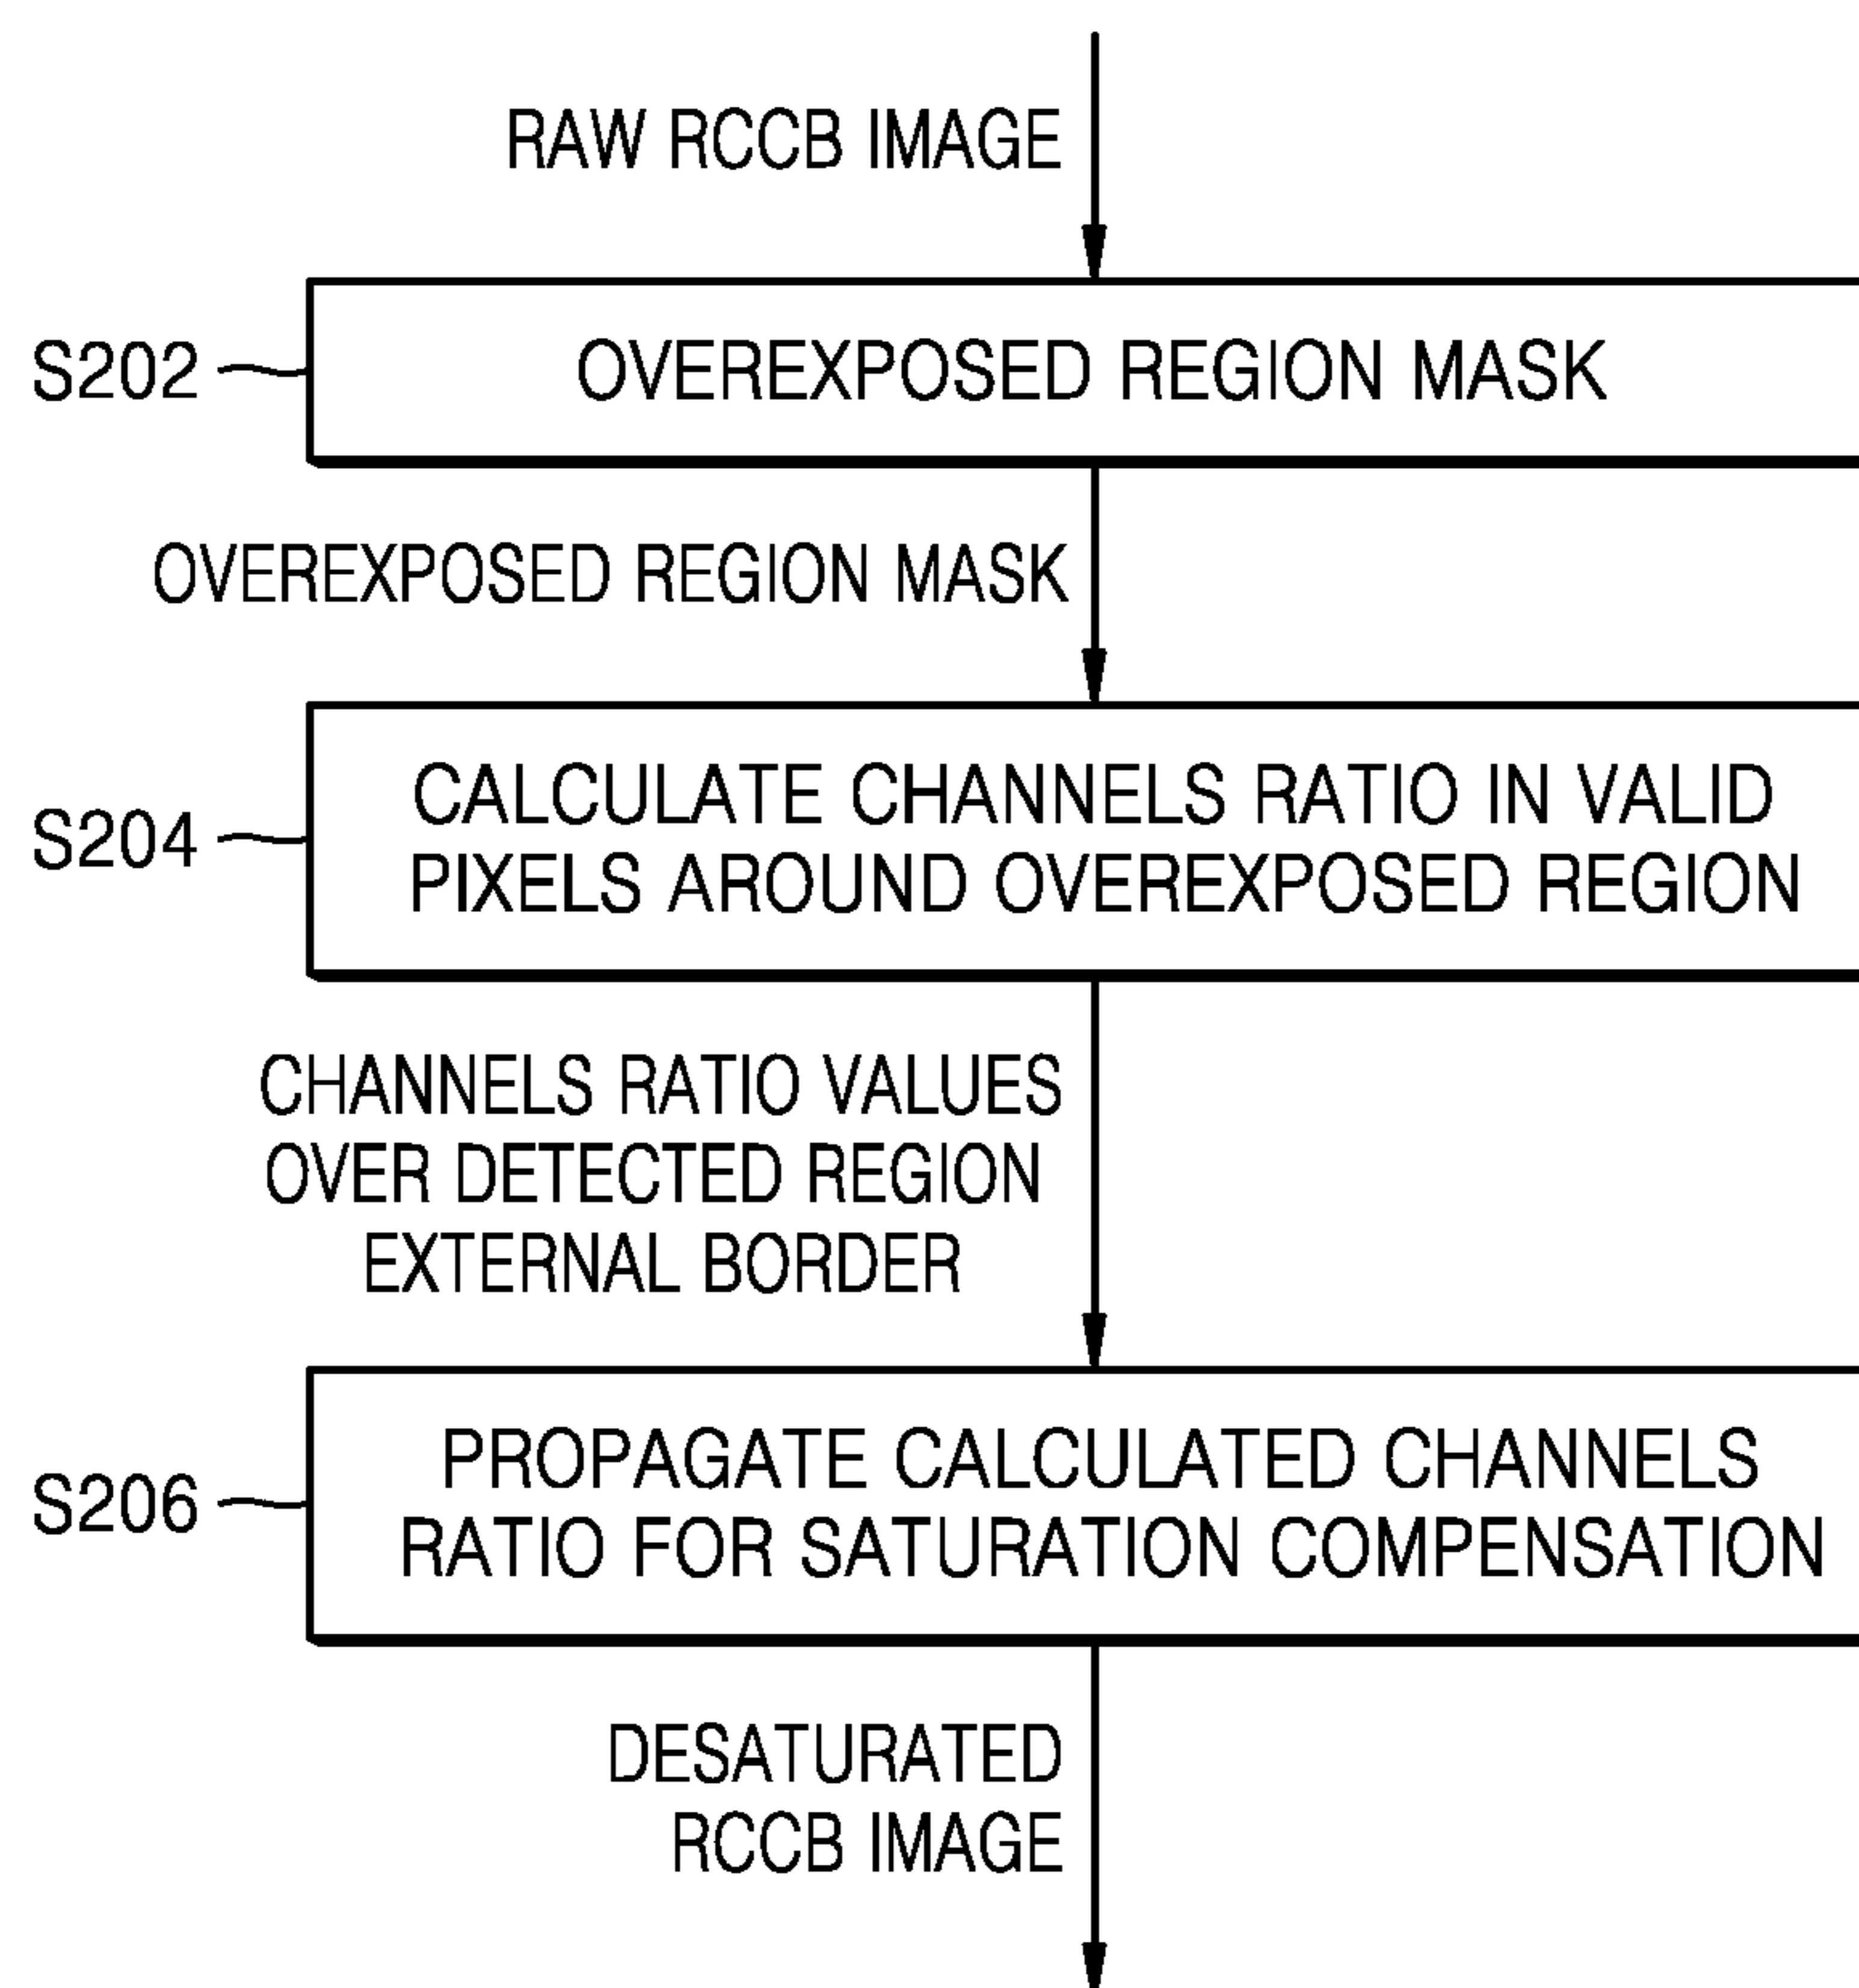 RAW RCCB IMAGE
S202
OVEREXPOSED REGION MASK
OVEREXPOSED REGION MASK
S204
CALCULATE CHANNELS RATIO IN VALID
PIXELS AROUND OVEREXPOSED REGION
CHANNELS RATIO VALUES
OVER DETECTED REGION
EXTERNAL BORDER
S206
PROPAGATE CALCULATED CHANNELS
RATIO FOR SATURATION COMPENSATION
DESATURATED
RCCB IMAGE